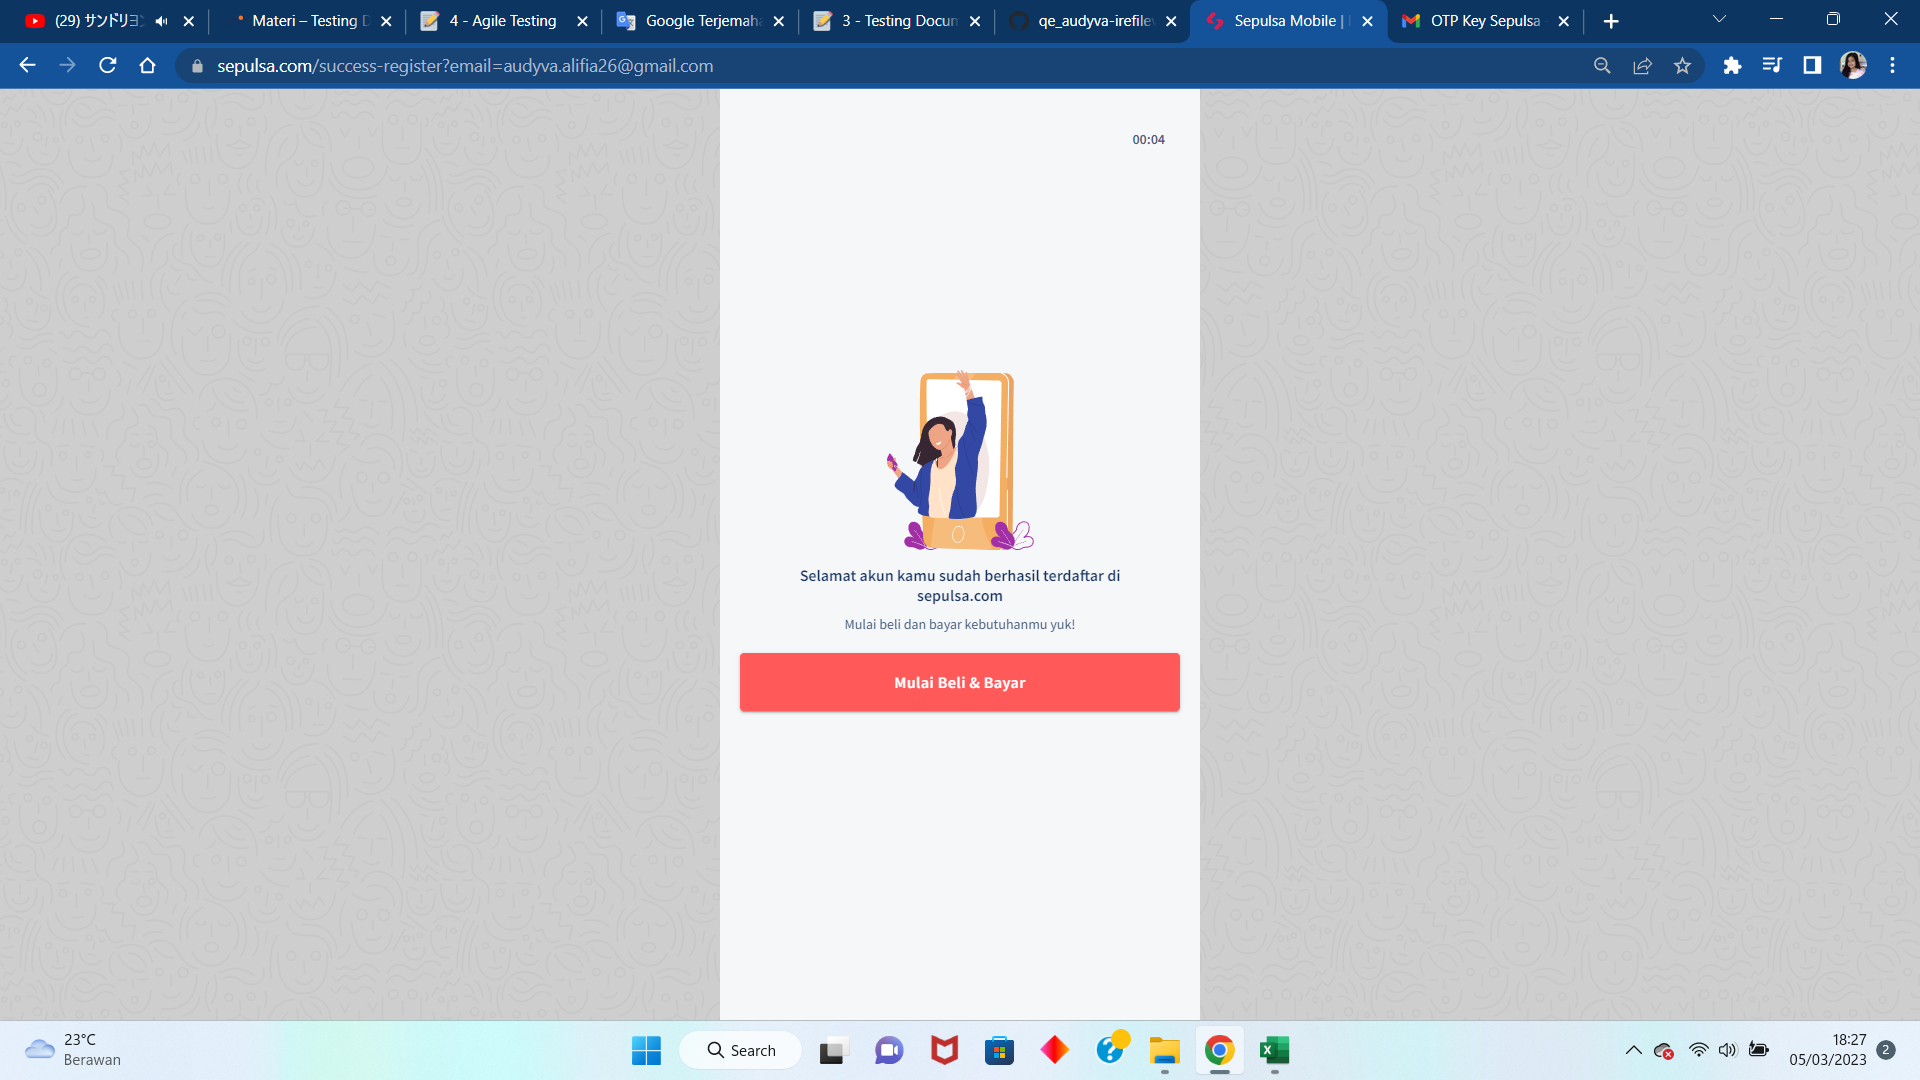 (29) サンドリヨン
Materi – Testing D
4 - Agile Testing
Google Terjemaha
3 - Testing Docum
qe_audyva-irefilev
Sepulsa Mobile |
OTP Key Sepulsa
sepulsa.com/success-register?email=audyva.alifia26@gmail.com
00:04
Selamat akun kamu sudah berhasil terdaftar di
sepulsa.com
Mulai beli dan bayar kebutuhanmu yuk!
Mulai Beli & Bayar
23°C
Berawan
Search
18:27
05/03/2023
2